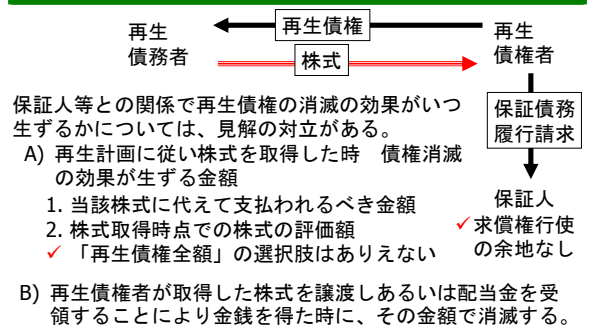 再生債権
再生
債務者
再生
債権者
株式
保証債務
履行請求
保証人
✓求償権行使
の余地なし
保証人等との関係で再生債権の消滅の効果がいつ
生ずるかについては、見解の対立がある。
A) 再生計画に従い株式を取得した時 債権消滅
の効果が生ずる金額
1. 当該株式に代えて支払われるべき金額
2. 株式取得時点での株式の評価額
✓ 「再生債権全額」の選択肢はありえない
B) 再生債権者が取得した株式を譲渡しあるいは配当金を受
領することにより金銭を得た時に、その金額で消滅する。